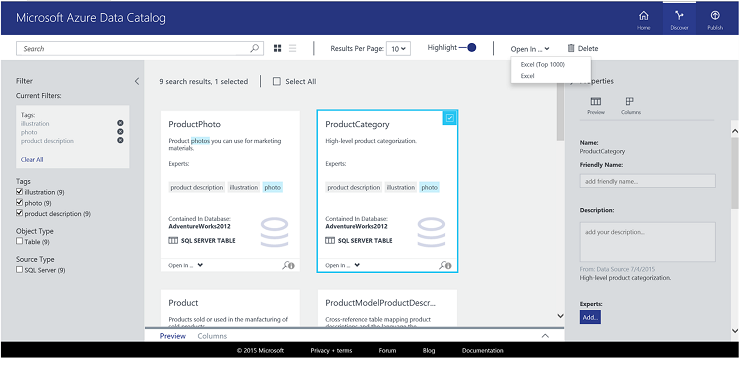 Microsoft Azure Data Catalog
Home
Discover
Publish
Search
Results Per Page: 10
Highlight
Open In ...
Delete
Excel (Top 1000)
Excel
Filter
Current Filters:
Tags:
illustration
photo
product description
Clear All
Tags
illustration (9)
photo (9)
product description (9)
Object Type
Table (9)
Source Type
SQL Server (9)
9 search results, 1 selected
Select All
ProductPhoto
Product photos you can use for marketing
materials.
Experts:
product description illustration photo
Contained In Database:
AdventureWorks2012
SQL SERVER TABLE
Open In ...
ProductCategory
High-level product categorization.
Experts:
product description illustration photo
Contained In Database:
AdventureWorks2012
SQL SERVER TABLE
Open In ...
Product
Products sold or used in the manfacturing of
sold products
ProductModelProductDescr...
Cross-reference table mapping product
descriptions and the language the
Preview Columns
Preview
Columns
Name:
ProductCategory
Friendly Name:
add friendly name...
Description:
add your description...
From: Data Source 7/4/2015
High-level product categorization.
Experts:
Add...
© 2015 Microsoft
Privacy + terms
Forum
Blog
Documentation